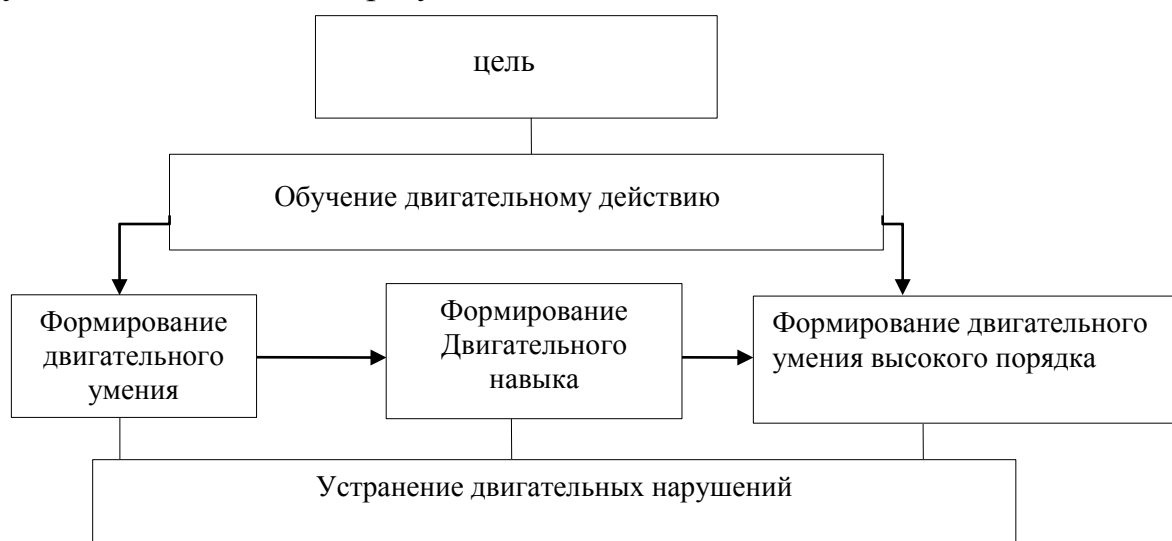 цель
Обучение двигательному действию
Формирование
двигательного
умения
Формирование
Двигательного
навыка
Формирование двигательного
умения высокого порядка
Устранение двигательных нарушений